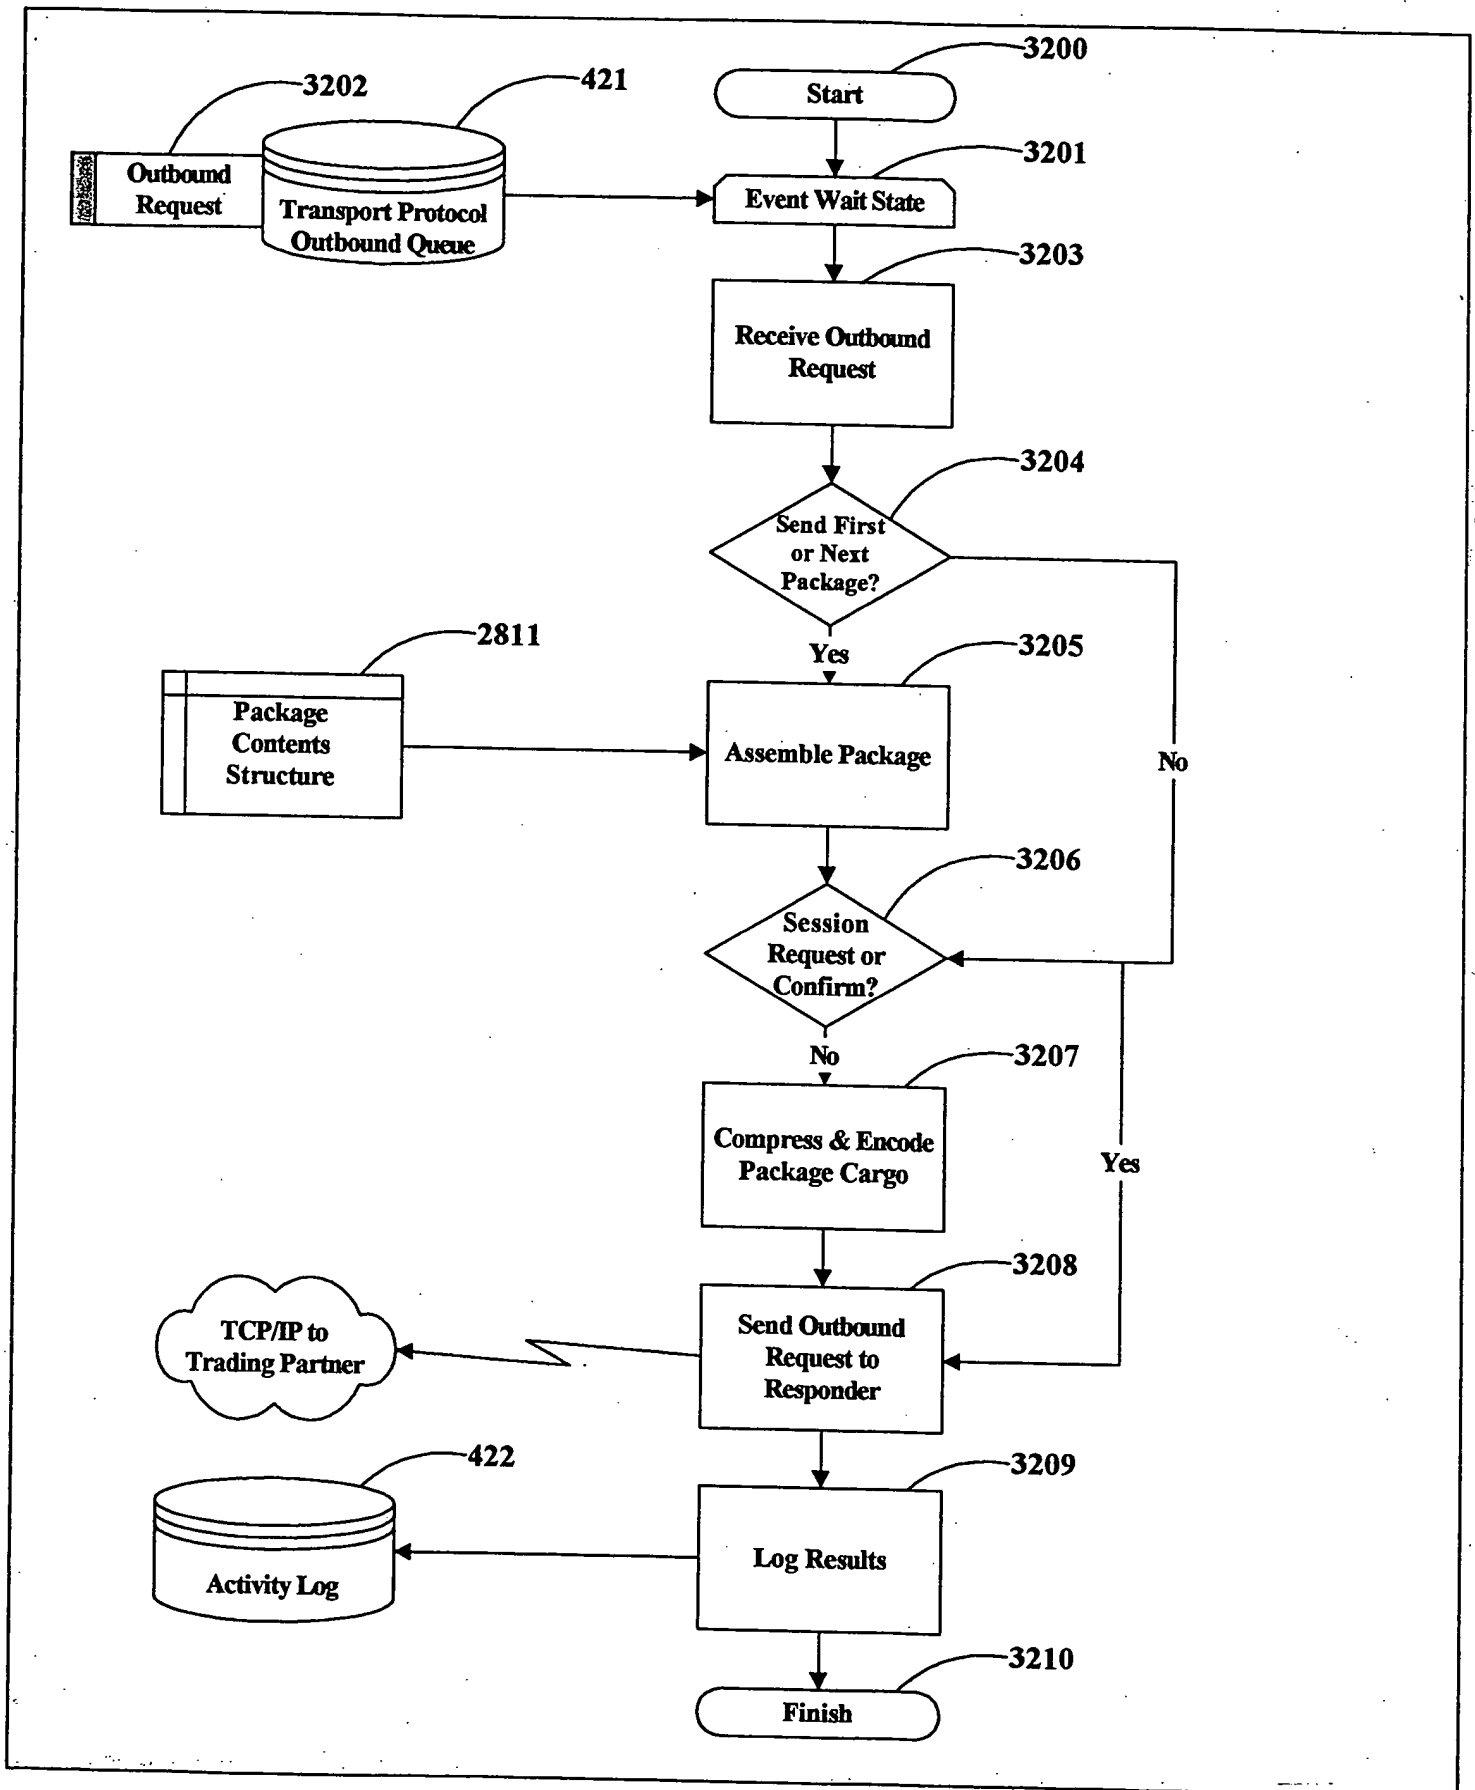 3200
Start
3202
421
Outbound
Request
Transport Protocol
Outbound Queue
3201
Event Wait State
3203
Receive Outbound
Request
3204
Send First
or Next
Package?
Yes
No
2811
Package
Contents
Structure
3205
Assemble Package
3206
Session
Request or
Confirm?
No
Yes
3207
Compress & Encode
Package Cargo
3208
Send Outbound
Request to
Responder
TCP/IP to
Trading Partner
422
Activity Log
3209
Log Results
3210
Finish